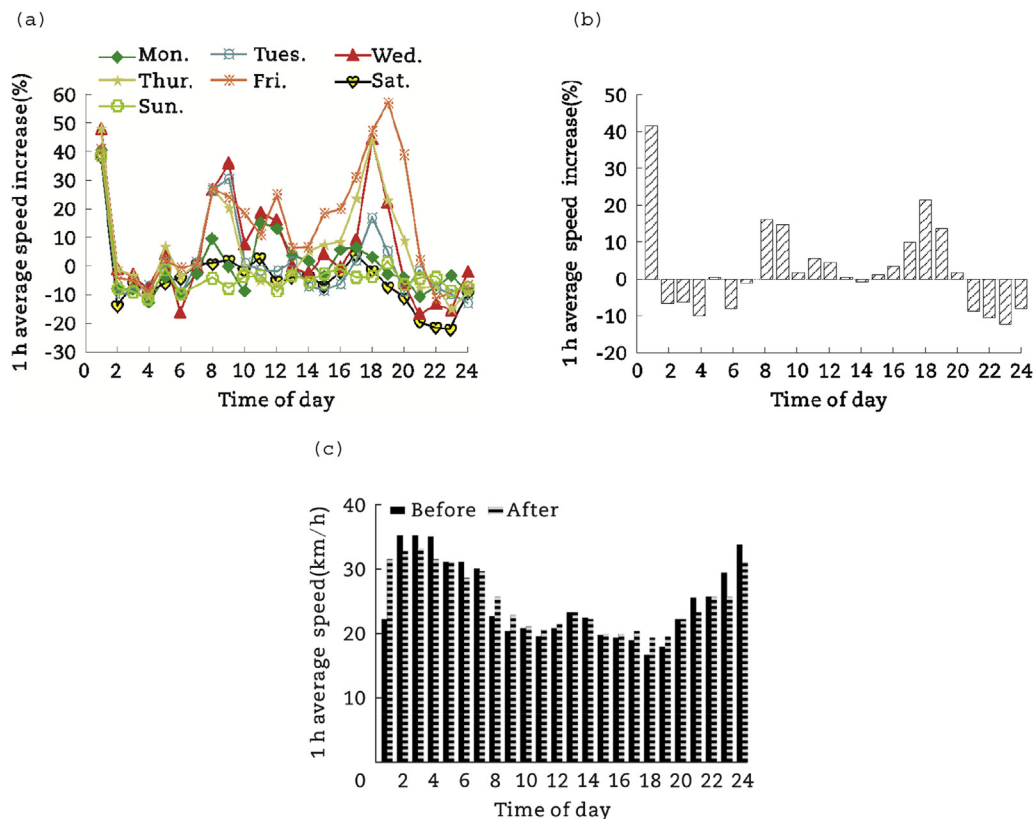 (a)
Mon. Tues. Wed.
Thur. Fri. Sat.
Sun.
1 h average speed increase(%)
60
50
40
30
20
10
0
-10
-20
-30
0 2 4 6 8 10 12 14 16 18 20 22 24
Time of day
(b)
1 h average speed increase(%)
50
40
30
20
10
0
-10
-20
0 2 4 6 8 10 12 14 16 18 20 22 24
Time of day
(c)
Before After
1 h average speed(km/h)
40
30
20
10
0 2 4 6 8 10 12 14 16 18 20 22 24
Time of day